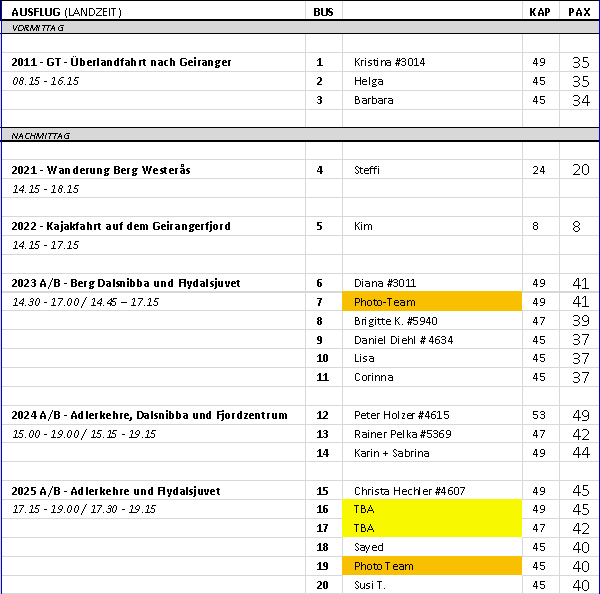 AUSFLUG (LANDZEIT) BUS KAP PAX
VORMITTAG
2011 - GT - Überlandfahrt nach Geiranger 1 Kristina #3014 49 35
08.15 - 16.15 2 Helga 45 35
3 Barbara 45 34
NACHMITTAG
2021 - Wanderung Berg Westerås 4 Steffi 24 20
14.15 - 18.15
2022 - Kajakfahrt auf dem Geirangerfjord 5 Kim 8 8
14.15 - 17.15
2023 A/B - Berg Dalsnibba und Flydalsjuvet 6 Diana #3011 49 41
14.30 - 17.00 / 14.45 – 17.15 7 Photo-Team 49 41
8 Brigitte K. #5940 47 39
9 Daniel Diehl # 4634 45 37
10 Lisa 45 37
11 Corinna 45 37
2024 A/B - Adlerkehre, Dalsnibba und Fjordzentrum 12 Peter Holzer #4615 53 49
15.00 - 19.00 / 15.15 - 19.15 13 Rainer Pelka #5369 47 42
14 Karin + Sabrina 49 44
2025 A/B - Adlerkehre und Flydalsjuvet 15 Christa Hechler #4607 49 45
17.15 - 19.00 / 17.30 - 19.15 16 TBA 49 45
17 TBA 47 42
18 Sayed 45 40
19 Photo Team 45 40
20 Susi T. 45 40